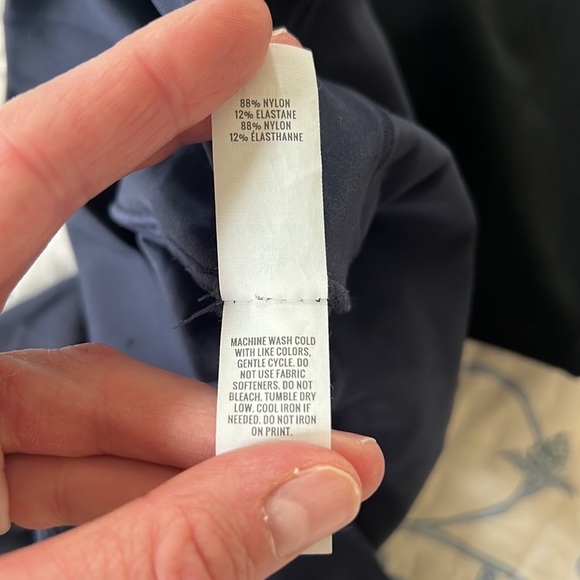 88% NYLON
12% ELASTANE
88% NYLON
12% ÉLASTHANNE
MACHINE WASH COLD
WITH LIKE COLORS,
GENTLE CYCLE. DO
NOT USE FABRIC
SOFTENERS. DO NOT
BLEACH. TUMBLE DRY
LOW. COOL IRON IF
NEEDED. DO NOT IRON
ON PRINT.